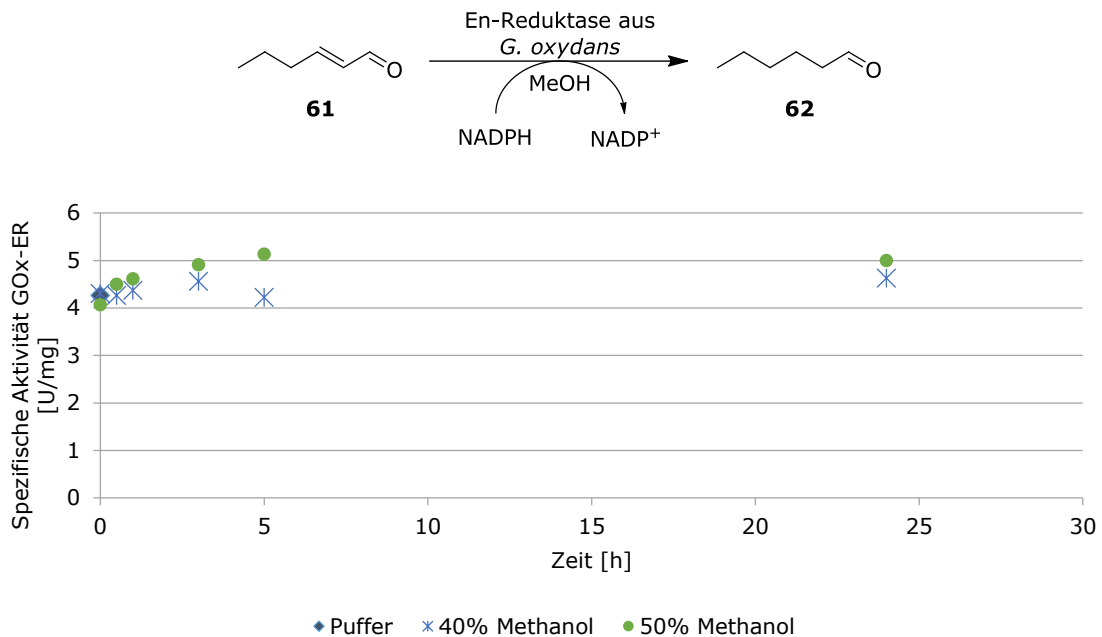 En-Reduktase aus
G. oxydans
MeOH
O
O
61
62
NADPH
NADP+
Spezifische Aktivität GOx-ER
[U/mg]
6
5
4
3
2
1
0
0
5
10
15
20
25
30
Zeit [h]
Puffer
40% Methanol
50% Methanol